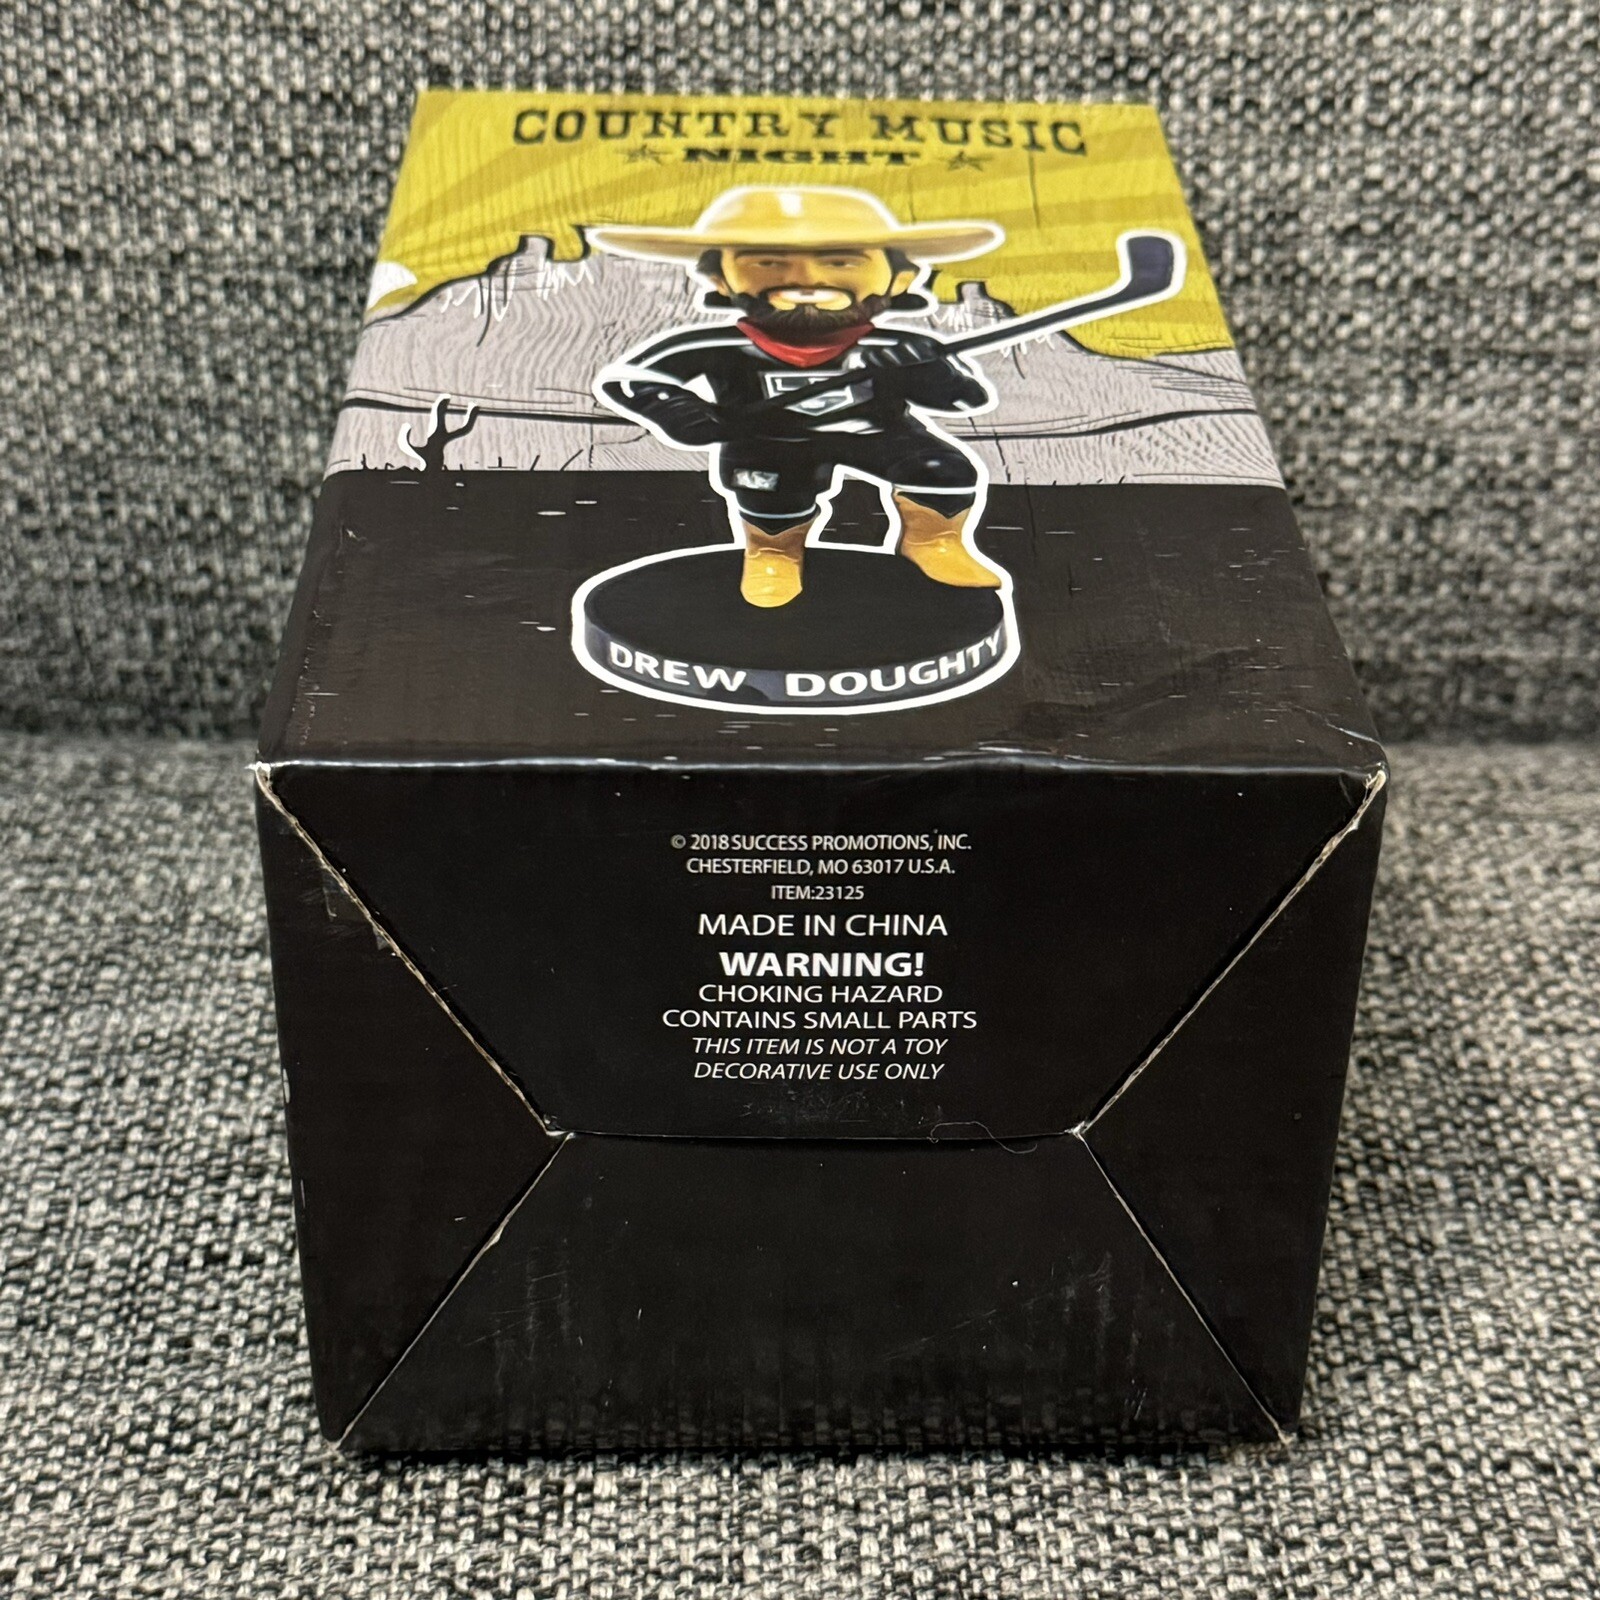 COUNTRY MUSIC
NIGHT
LA
DREW DOUGHTY
© 2018 SUCCESS PROMOTIONS, INC.
CHESTERFIELD, MO 63017 U.S.A.
ITEM:23125
MADE IN CHINA
WARNING!
CHOKING HAZARD
CONTAINS SMALL PARTS
THIS ITEM IS NOT A TOY
DECORATIVE USE ONLY